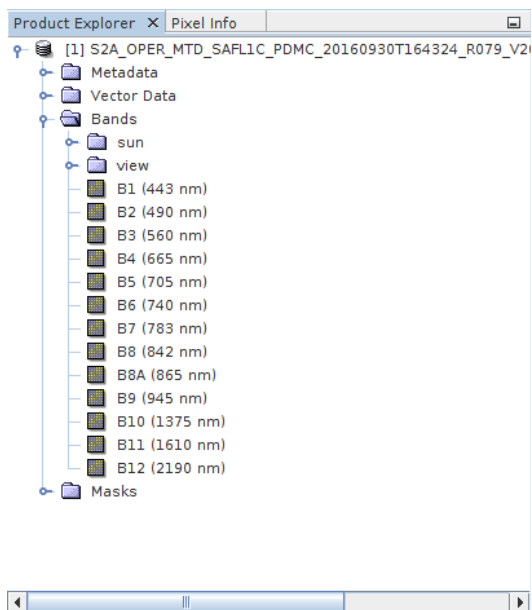 Product Explorer × Pixel Info
[1] S2A_OPER_MTD_SAFL1C_PDMC_20160930T164324_R079_V20
Metadata
Vector Data
Bands
sun
view
B1 (443 nm)
B2 (490 nm)
B3 (560 nm)
B4 (665 nm)
B5 (705 nm)
B6 (740 nm)
B7 (783 nm)
B8 (842 nm)
B8A (865 nm)
B9 (945 nm)
B10 (1375 nm)
B11 (1610 nm)
B12 (2190 nm)
Masks